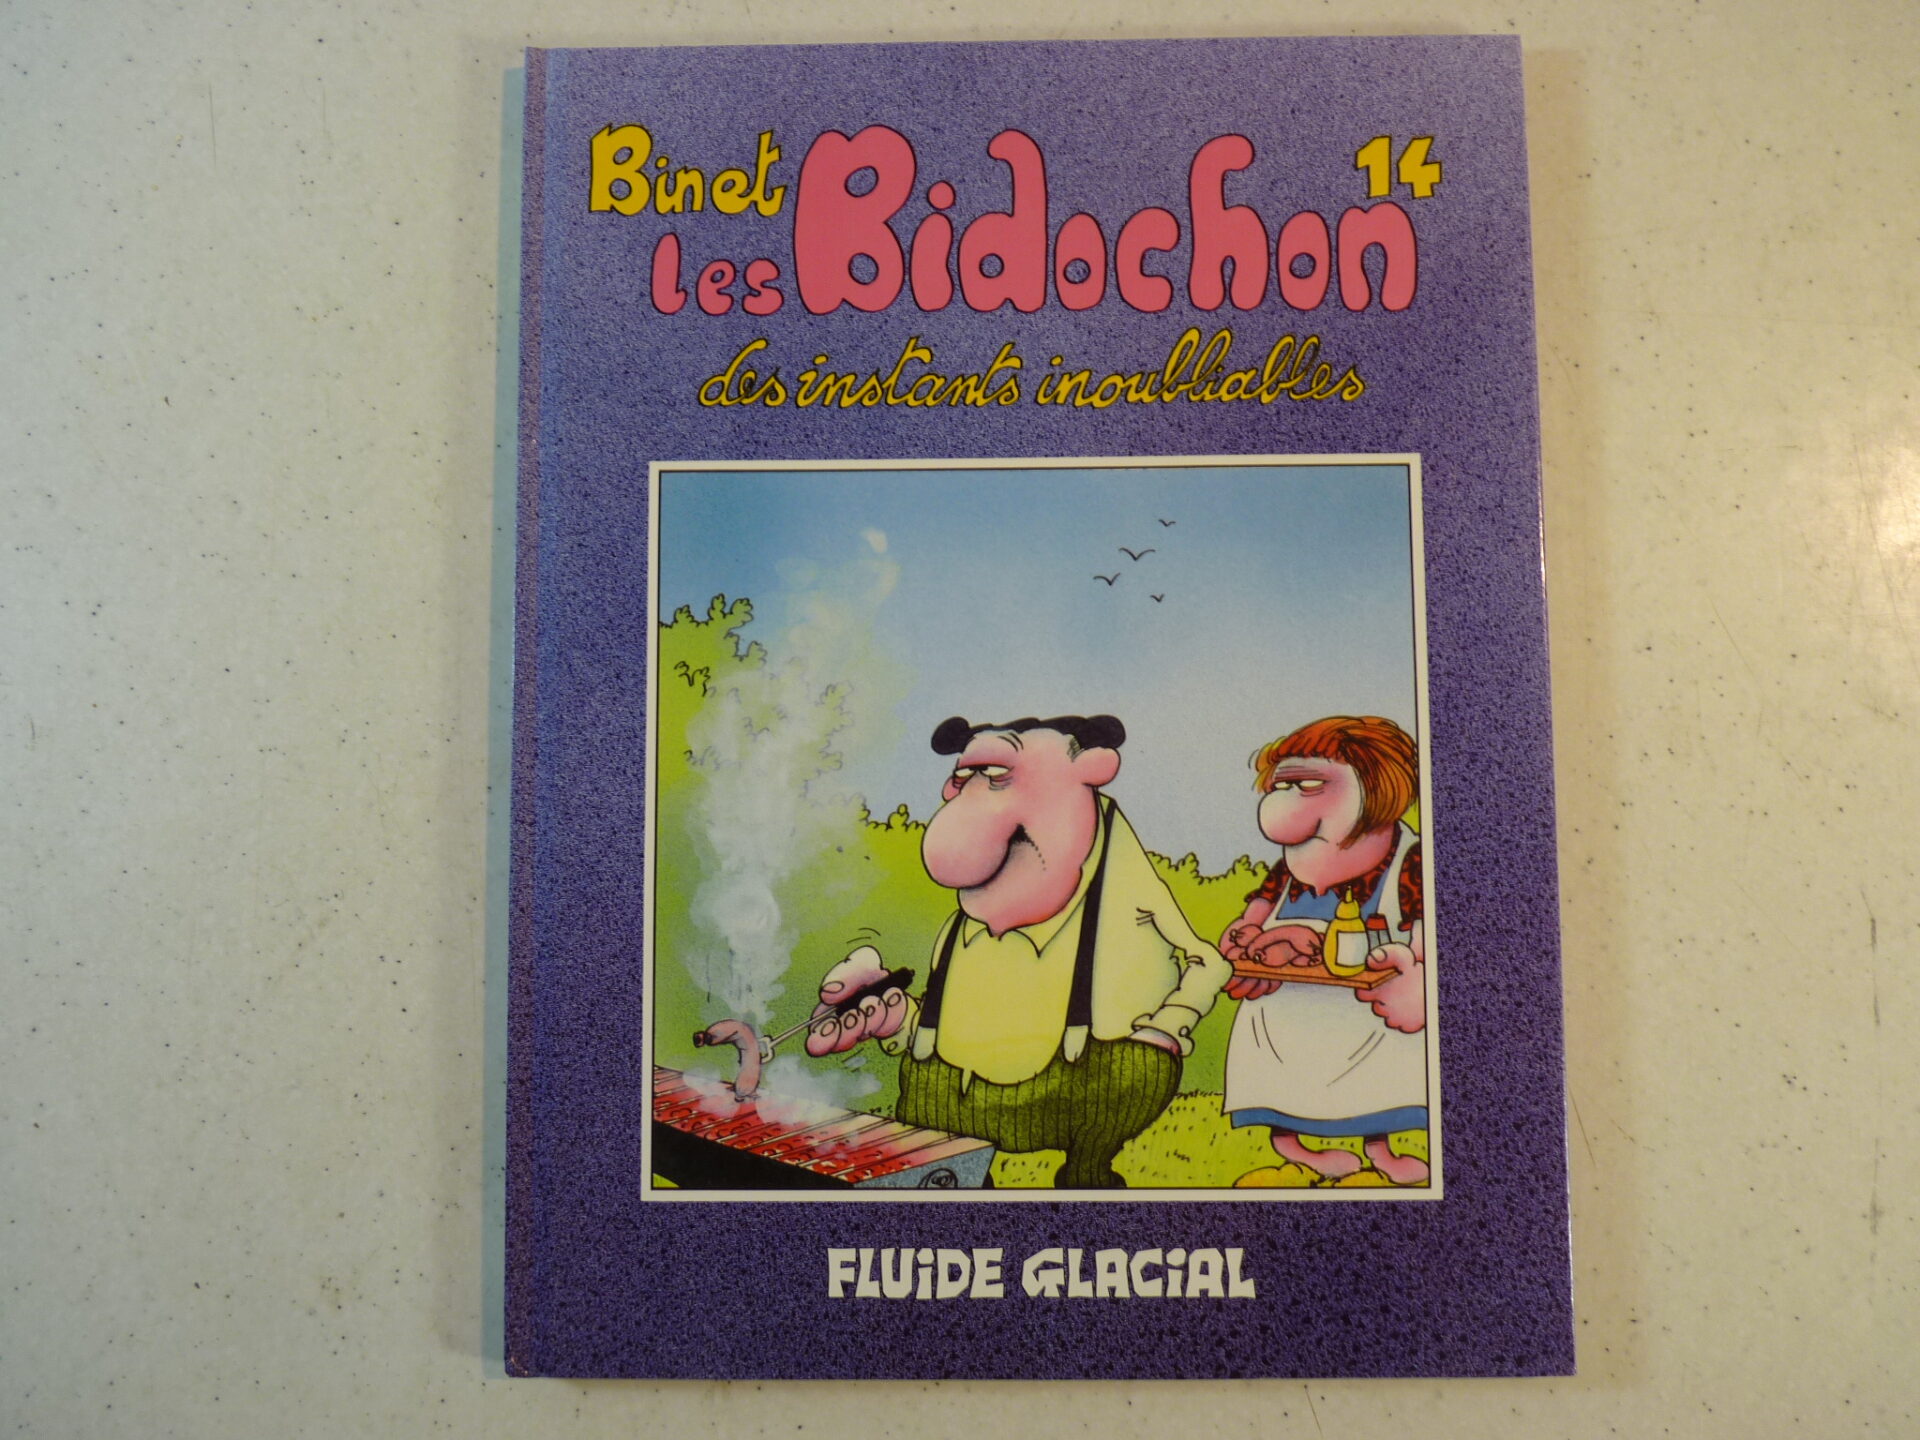 Binet
14
les Bidochon
des instants inoubliables
FLUIDE GLACIAL